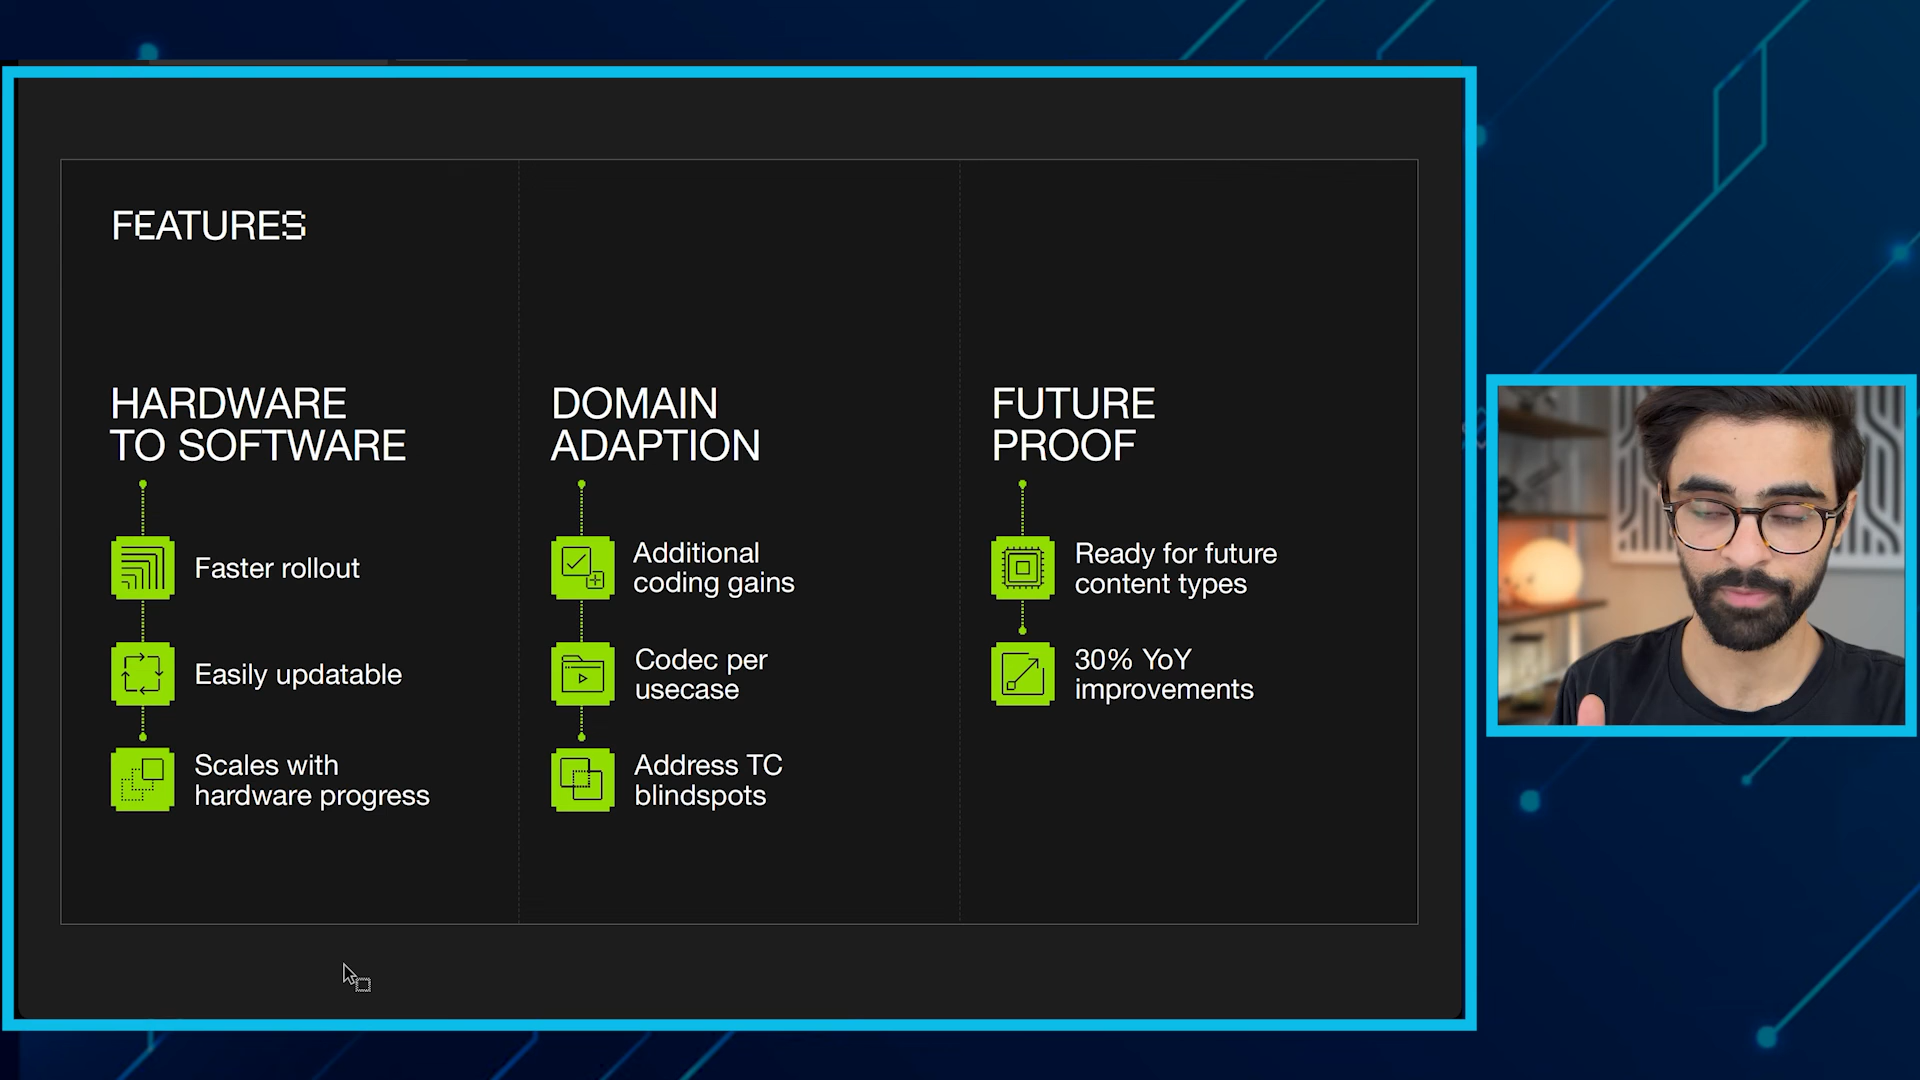 FEATURES
HARDWARE
TO SOFTWARE
Faster rollout
Easily updatable
Scales with
hardware progress
DOMAIN
ADAPTION
Additional
coding gains
Codec per
usecase
Address TC
blindspots
FUTURE
PROOF
Ready for future
content types
30% YoY
improvements